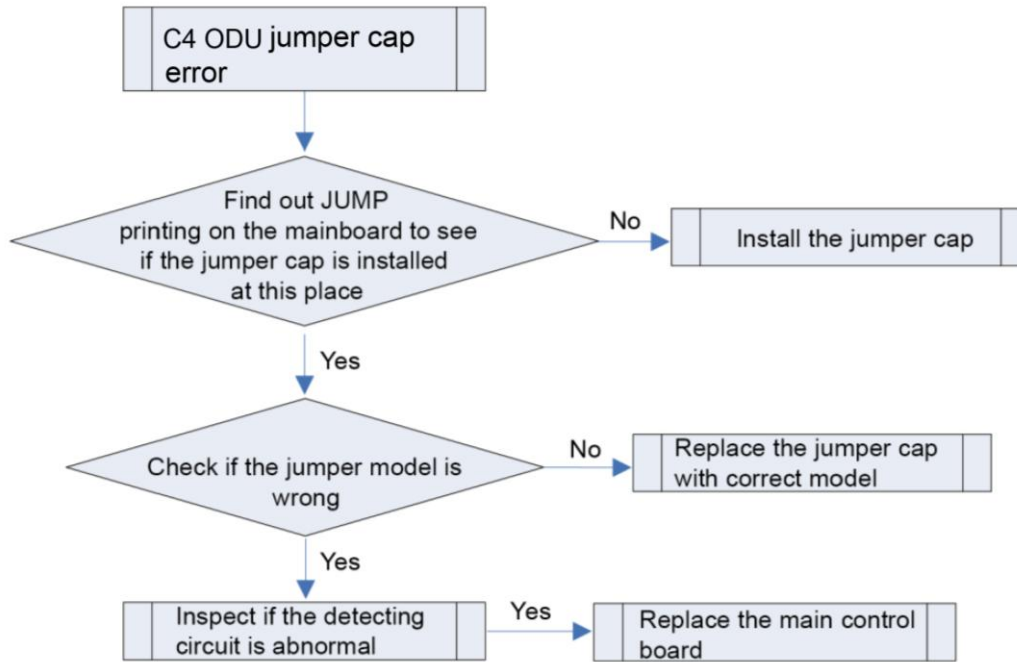 C4 ODU jumper cap
error
Find out JUMP
printing on the mainboard to see
if the jumper cap is installed
at this place
No
Install the jumper cap
Yes
Check if the jumper model is
wrong
No
Replace the jumper cap
with correct model
Yes
Inspect if the detecting
circuit is abnormal
Yes
Replace the main control
board